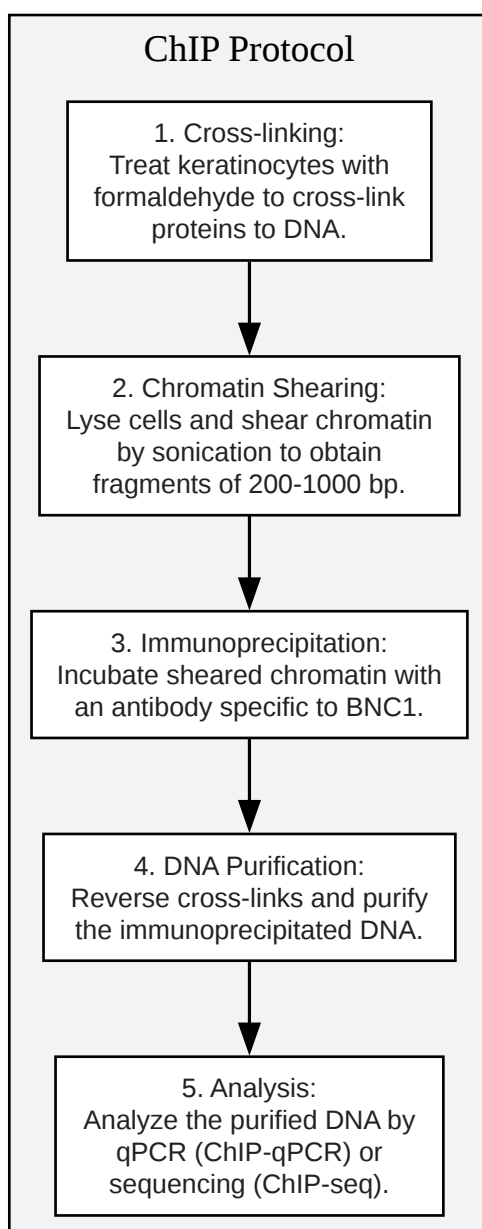 ChIP Protocol
1. Cross-linking:
Treat keratinocytes with
formaldehyde to cross-link
proteins to DNA.
2. Chromatin Shearing:
Lyse cells and shear chromatin
by sonication to obtain
fragments of 200-1000 bp.
3. Immunoprecipitation:
Incubate sheared chromatin with
an antibody specific to BNC1.
4. DNA Purification:
Reverse cross-links and purify
the immunoprecipitated DNA.
5. Analysis:
Analyze the purified DNA by
qPCR (ChIP-qPCR) or
sequencing (ChIP-seq).